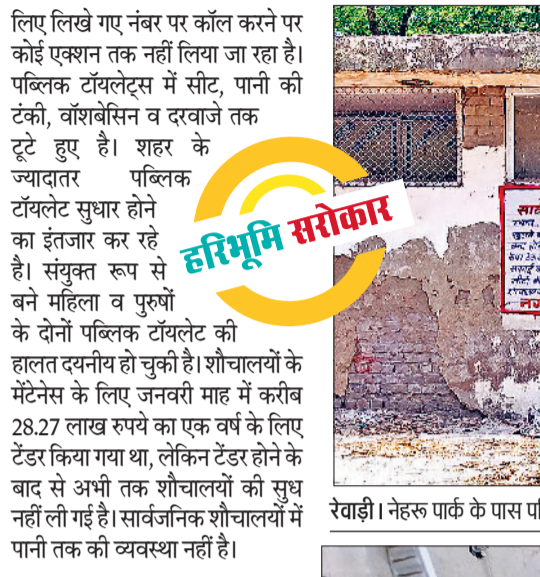 लिए लिखे गए नंबर पर कॉल करने पर
कोई एक्शन तक नहीं लिया जा रहा है।
पब्लिक टॉयलेट्स में सीट, पानी की
टंकी, वॉशबेसिन व दरवाजे तक
टूटे हुए है। शहर के
ज्यादातर पब्लिक
टॉयलेट सुधार होने
का इंतजार कर रहे
है। संयुक्त रूप से
बने महिला व पुरुषों
के दोनों पब्लिक टॉयलेट की
हालत दयनीय हो चुकी है। शौचालयों के
मेंटेनेस के लिए जनवरी माह में करीब
28.27 लाख रुपये का एक वर्ष के लिए
टेंडर किया गया था, लेकिन टेंडर होने के
बाद से अभी तक शौचालयों की सुध
नहीं ली गई है। सार्वजनिक शौचालयों में
पानी तक की व्यवस्था नहीं है।
हरिभूमि सरोकार
रेवाड़ी। नेहरू पार्क के पास